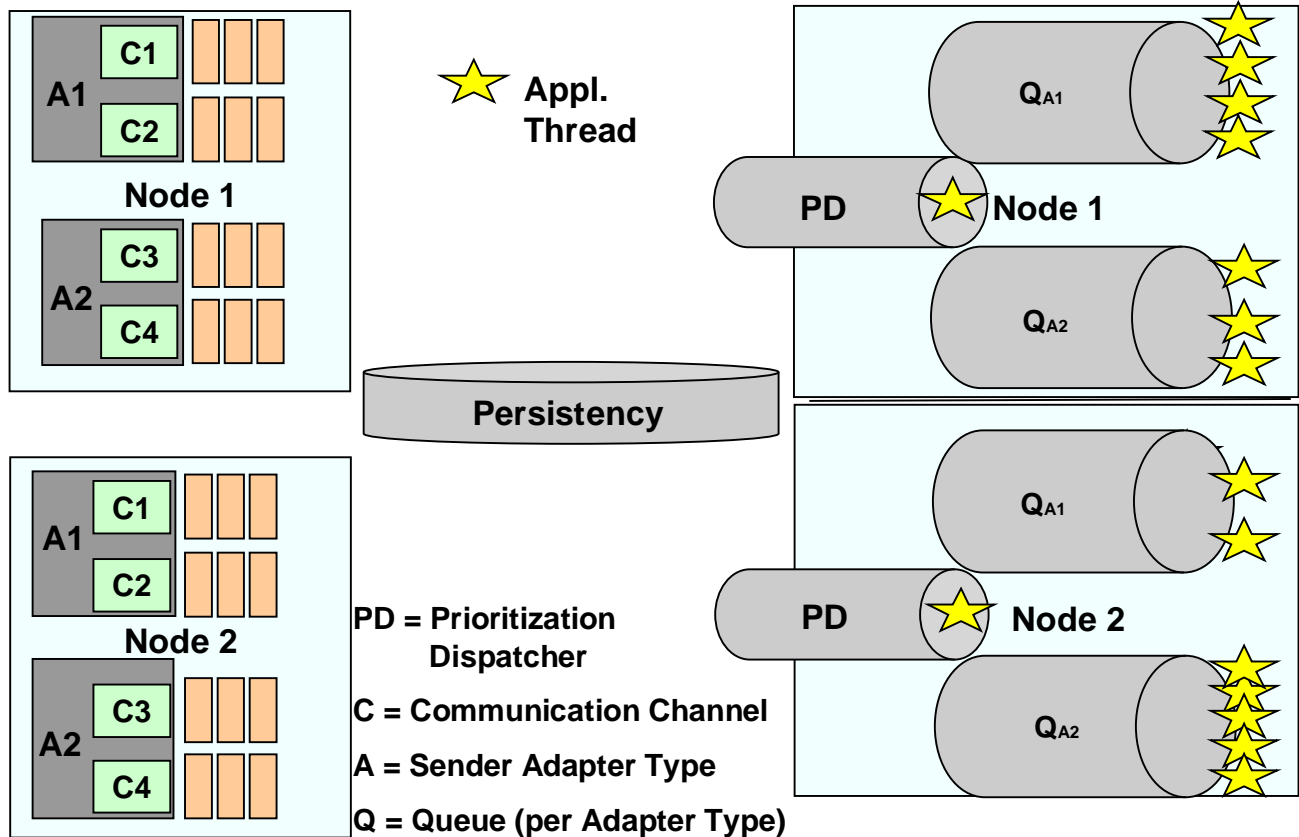 C1
A1
C2
Node 1
C3
A2
C4
Appl.
Thread
QA1
PD
Node 1
QA2
Persistency
C1
A1
C2
Node 2
C3
A2
C4
PD = Prioritization
Dispatcher
C = Communication Channel
A = Sender Adapter Type
Q = Queue (per Adapter Type)
QA1
PD
Node 2
QA2